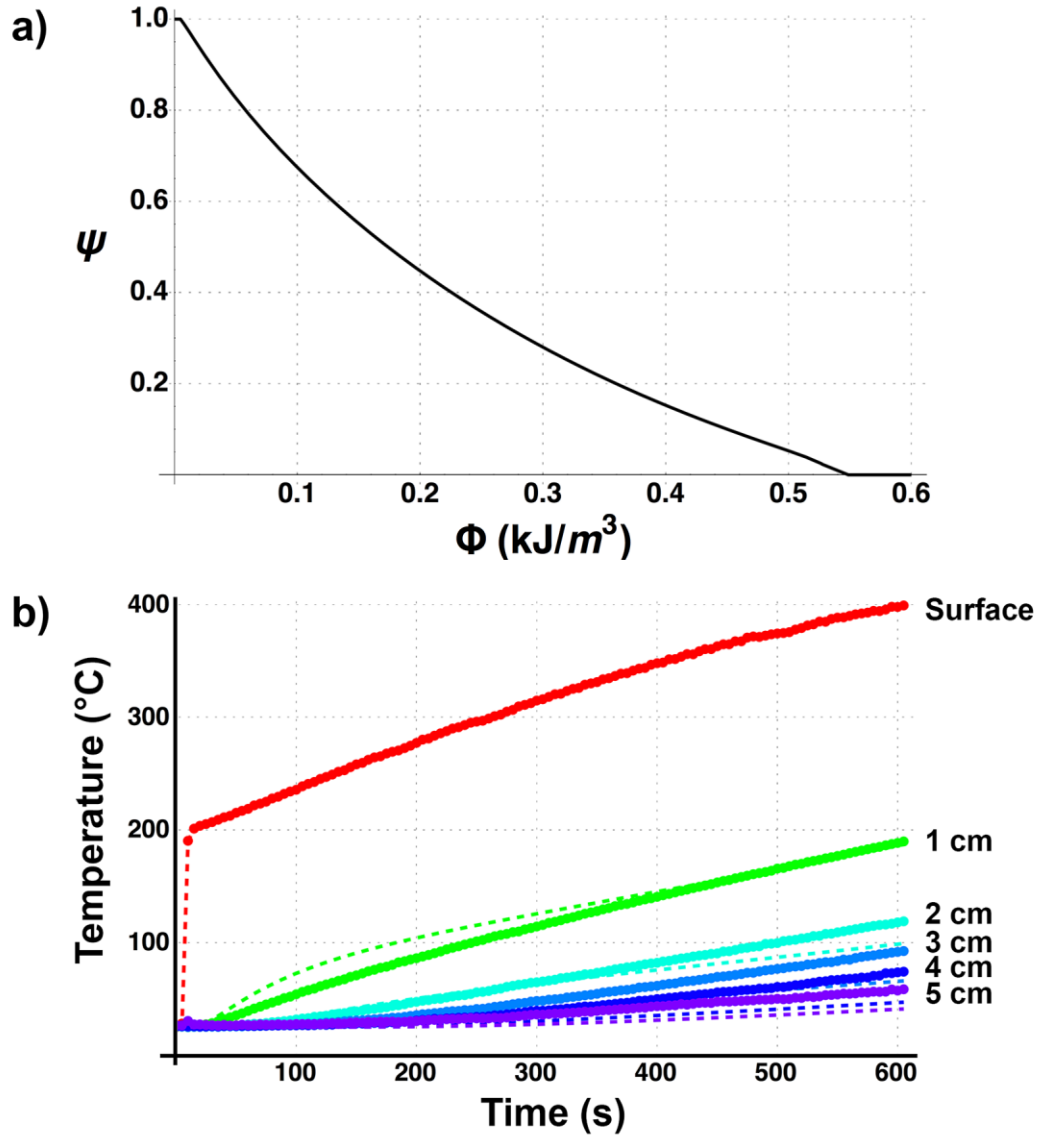 a)
1.0
0.8
0.6
0.4
0.2
ψ
0.1 0.2 0.3 0.4 0.5 0.6
Φ (kJ/m³)
b)
400
300
200
100
Temperature (°C)
Surface
1 cm
2 cm
3 cm
4 cm
5 cm
100 200 300 400 500 600
Time (s)